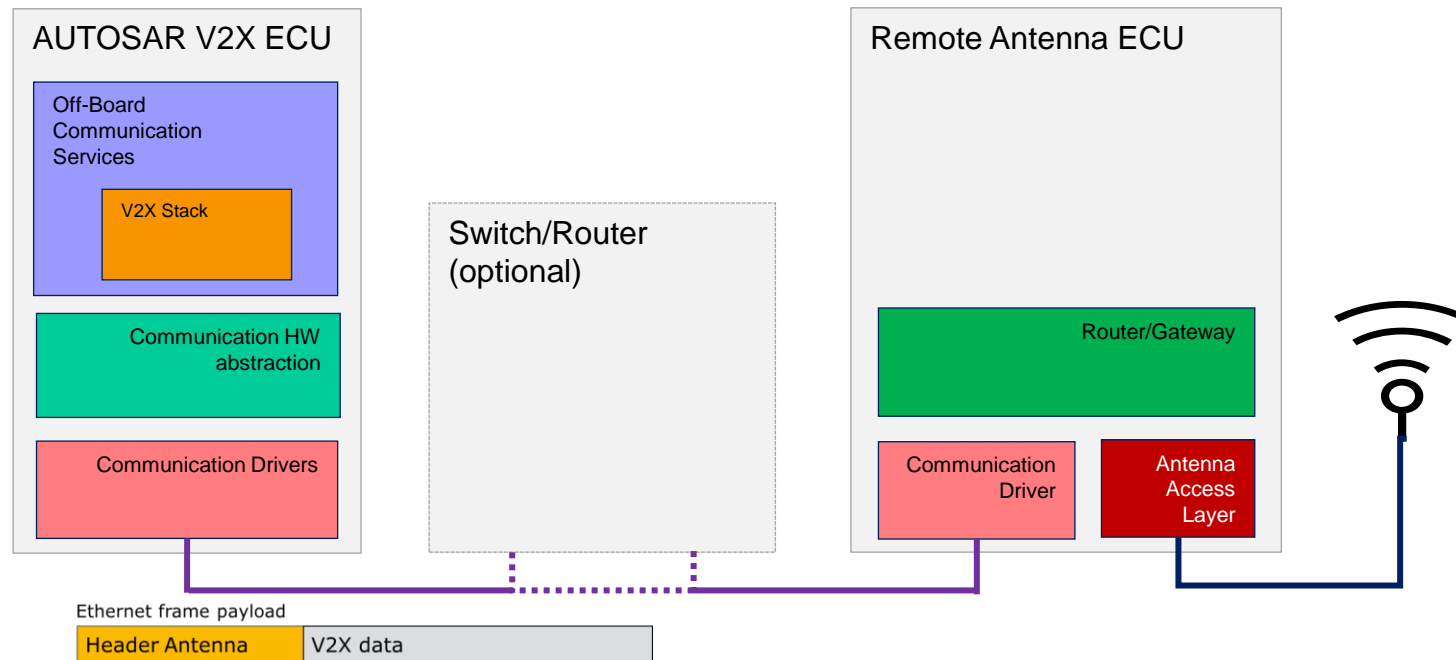 AUTOSAR V2X ECU
Off-Board
Communication
Services
V2X Stack
Communication HW
abstraction
Communication Drivers
Switch/Router
(optional)
Remote Antenna ECU
Router/Gateway
Communication
Driver
Antenna
Access
Layer
Ethernet frame payload
Header Antenna
V2X data